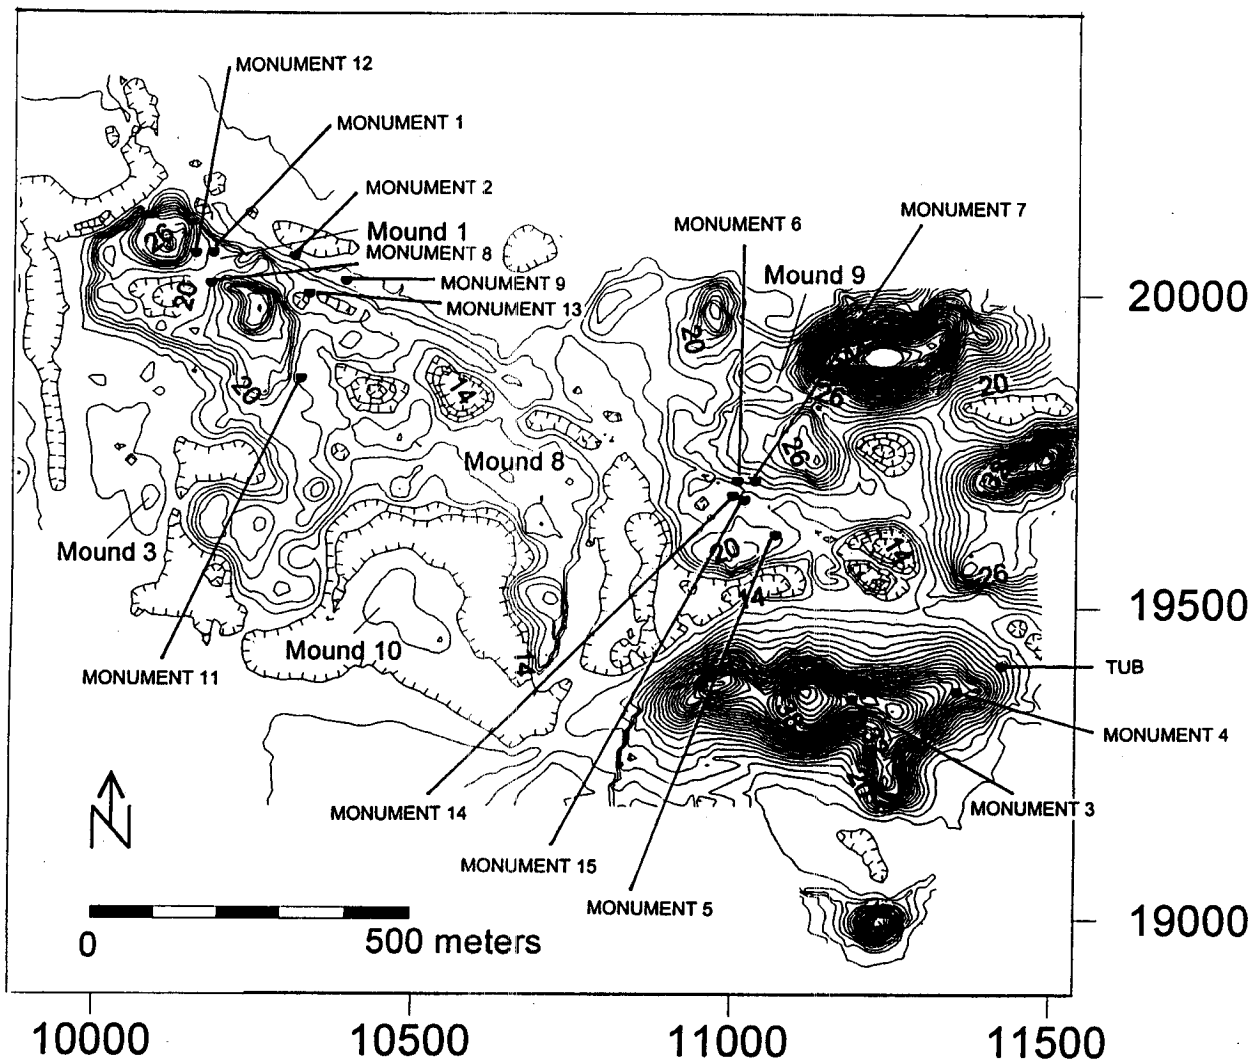 MONUMENT 12
MONUMENT 1
MONUMENT 2
MONUMENT 7
MONUMENT 6
Mound 1
26
MONUMENT 8
Mound 9
MONUMENT 9
20
MONUMENT 13
20000
20
26
20
20
14
26
Mound 8
Mound 3
20
14
26
14
19500
Mound 10
14
MONUMENT 11
TUB
MONUMENT 4
N
MONUMENT 14
MONUMENT 3
MONUMENT 15
MONUMENT 5
19000
0
500 meters
10000
10500
11000
11500